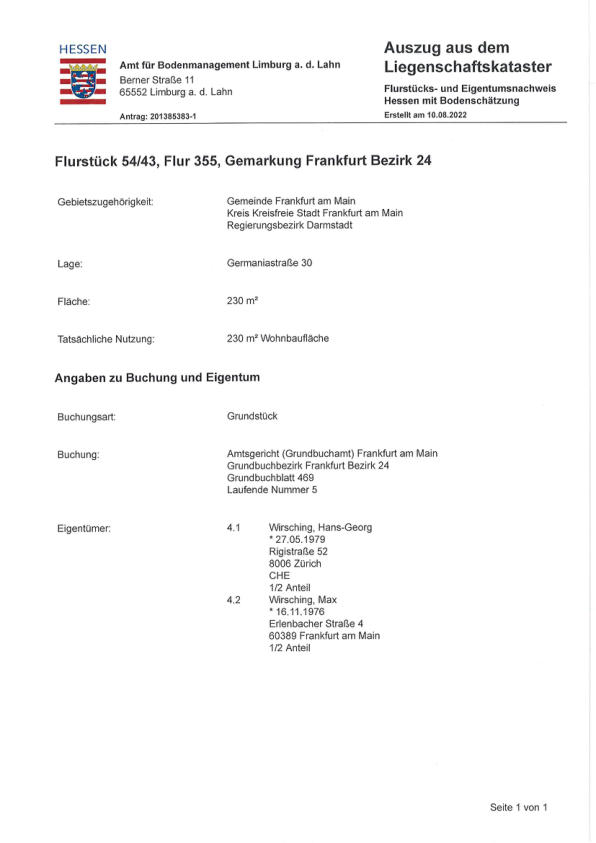 HESSEN
Amt für Bodenmanagement Limburg a. d. Lahn
Berner Straße 11
65552 Limburg a. d. Lahn
Antrag: 201385383-1
Auszug aus dem
Liegenschaftskataster
Flurstücks- und Eigentumsnachweis
Hessen mit Bodenschätzung
Erstellt am 10.08.2022
Flurstück 54/43, Flur 355, Gemarkung Frankfurt Bezirk 24
Gebietszugehörigkeit: Gemeinde Frankfurt am Main
Kreis Kreisfreie Stadt Frankfurt am Main
Regierungsbezirk Darmstadt
Lage: Germaniastraße 30
Fläche: 230 m²
Tatsächliche Nutzung: 230 m² Wohnbaufläche
Angaben zu Buchung und Eigentum
Buchungsart: Grundstück
Buchung: Amtsgericht (Grundbuchamt) Frankfurt am Main
Grundbuchbezirk Frankfurt Bezirk 24
Grundbuchblatt 469
Laufende Nummer 5
Eigentümer: 4.1 Wirsching, Hans-Georg
* 27.05.1979
Rigistraße 52
8006 Zürich
CHE
1/2 Anteil
4.2 Wirsching, Max
* 16.11.1976
Erlenbacher Straße 4
60389 Frankfurt am Main
1/2 Anteil
Seite 1 von 1